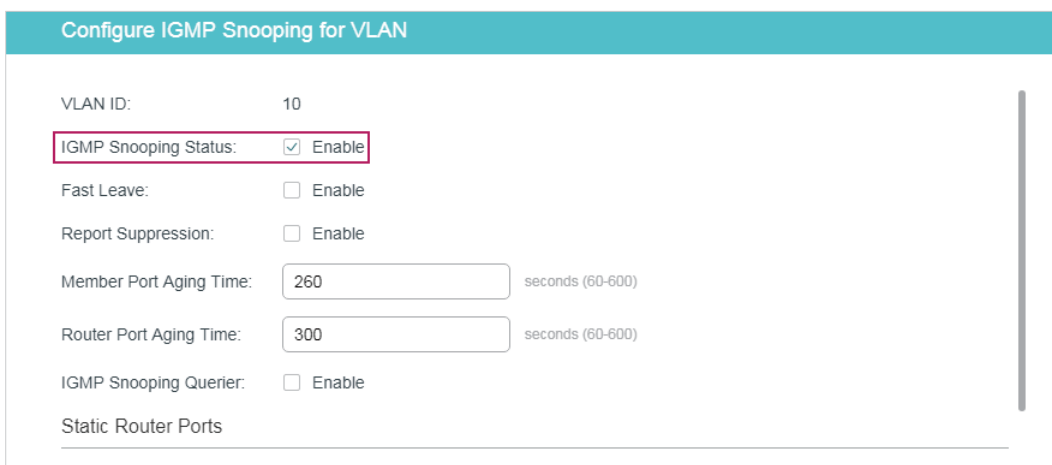 Configure IGMP Snooping for VLAN
VLAN ID: 10
IGMP Snooping Status: Enable
Fast Leave: Enable
Report Suppression: Enable
Member Port Aging Time: 260 seconds (60-600)
Router Port Aging Time: 300 seconds (60-600)
IGMP Snooping Querier: Enable
Static Router Ports